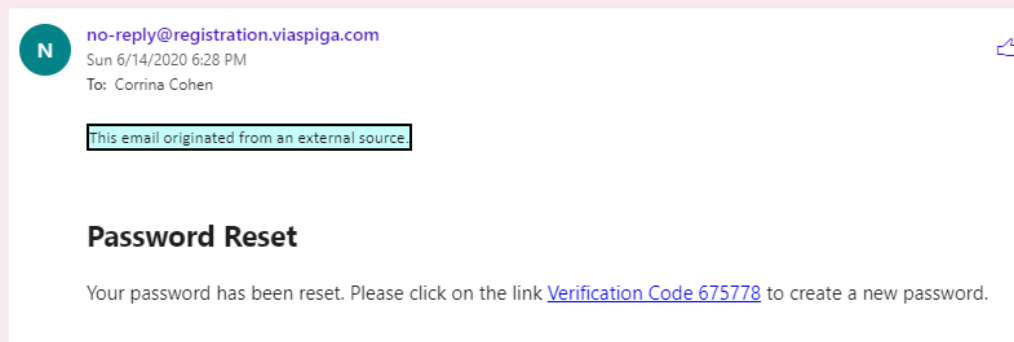 N
no-reply@registration.viaspiga.com
Sun 6/14/2020 6:28 PM
To: Corrina Cohen
This email originated from an external source.
Password Reset
Your password has been reset. Please click on the link Verification Code 675778 to create a new password.